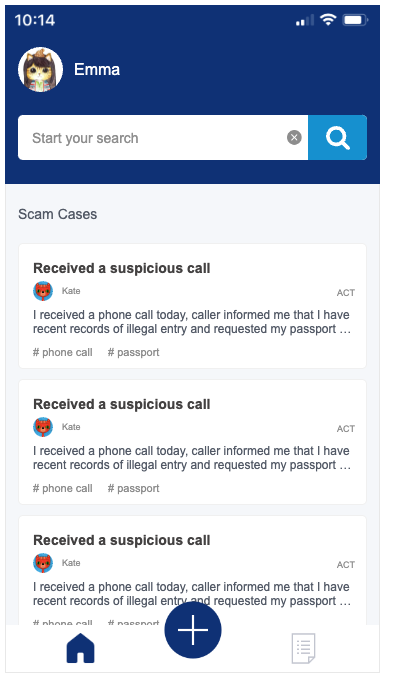 10:14
Emma
Start your search
Scam Cases
Received a suspicious call
Kate
ACT
I received a phone call today, caller informed me that I have
recent records of illegal entry and requested my passport ...
# phone call # passport
Received a suspicious call
Kate
ACT
I received a phone call today, caller informed me that I have
recent records of illegal entry and requested my passport ...
# phone call # passport
Received a suspicious call
Kate
ACT
I received a phone call today, caller informed me that I have
recent records of illegal entry and requested my passport ...
# phone call # passport